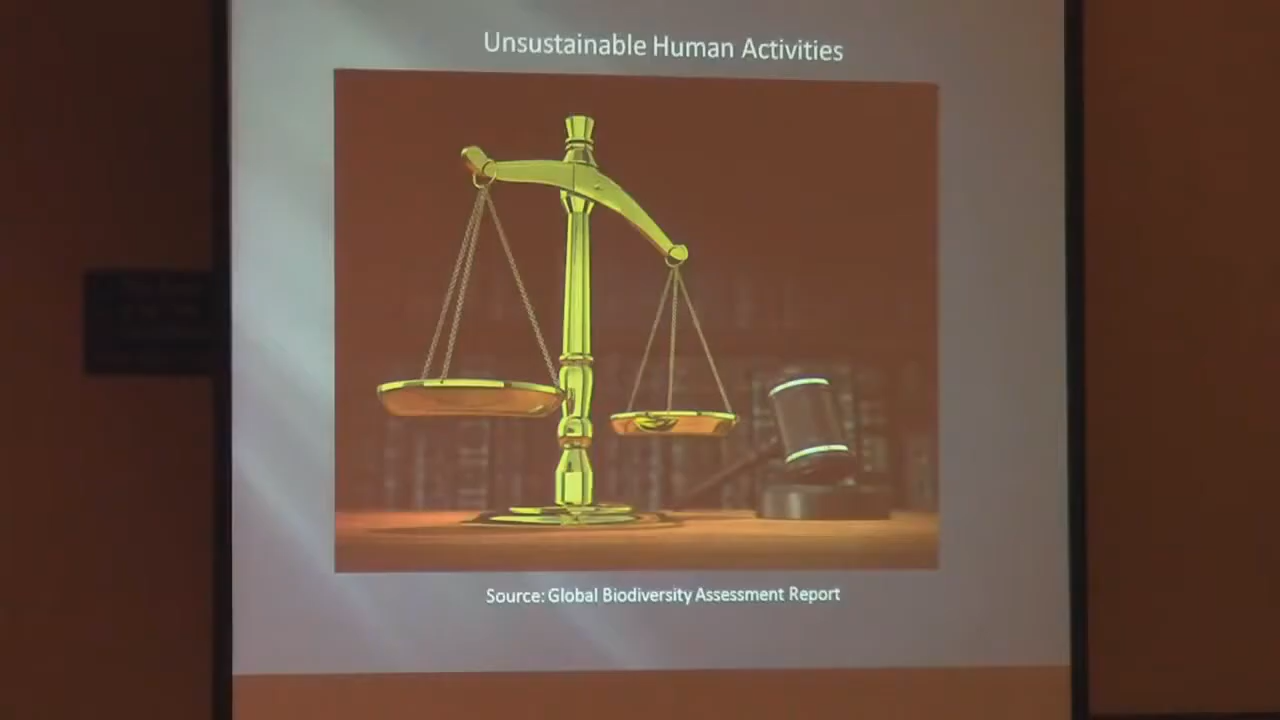 Unsustainable Human Activities
Source: Global Biodiversity Assessment Report